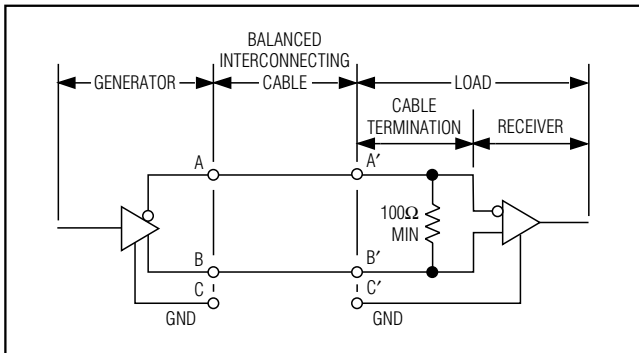 BALANCED
INTERCONNECTING
GENERATOR CABLE LOAD
CABLE
TERMINATION RECEIVER
A A′
100Ω
MIN
B B′
C C′
GND GND